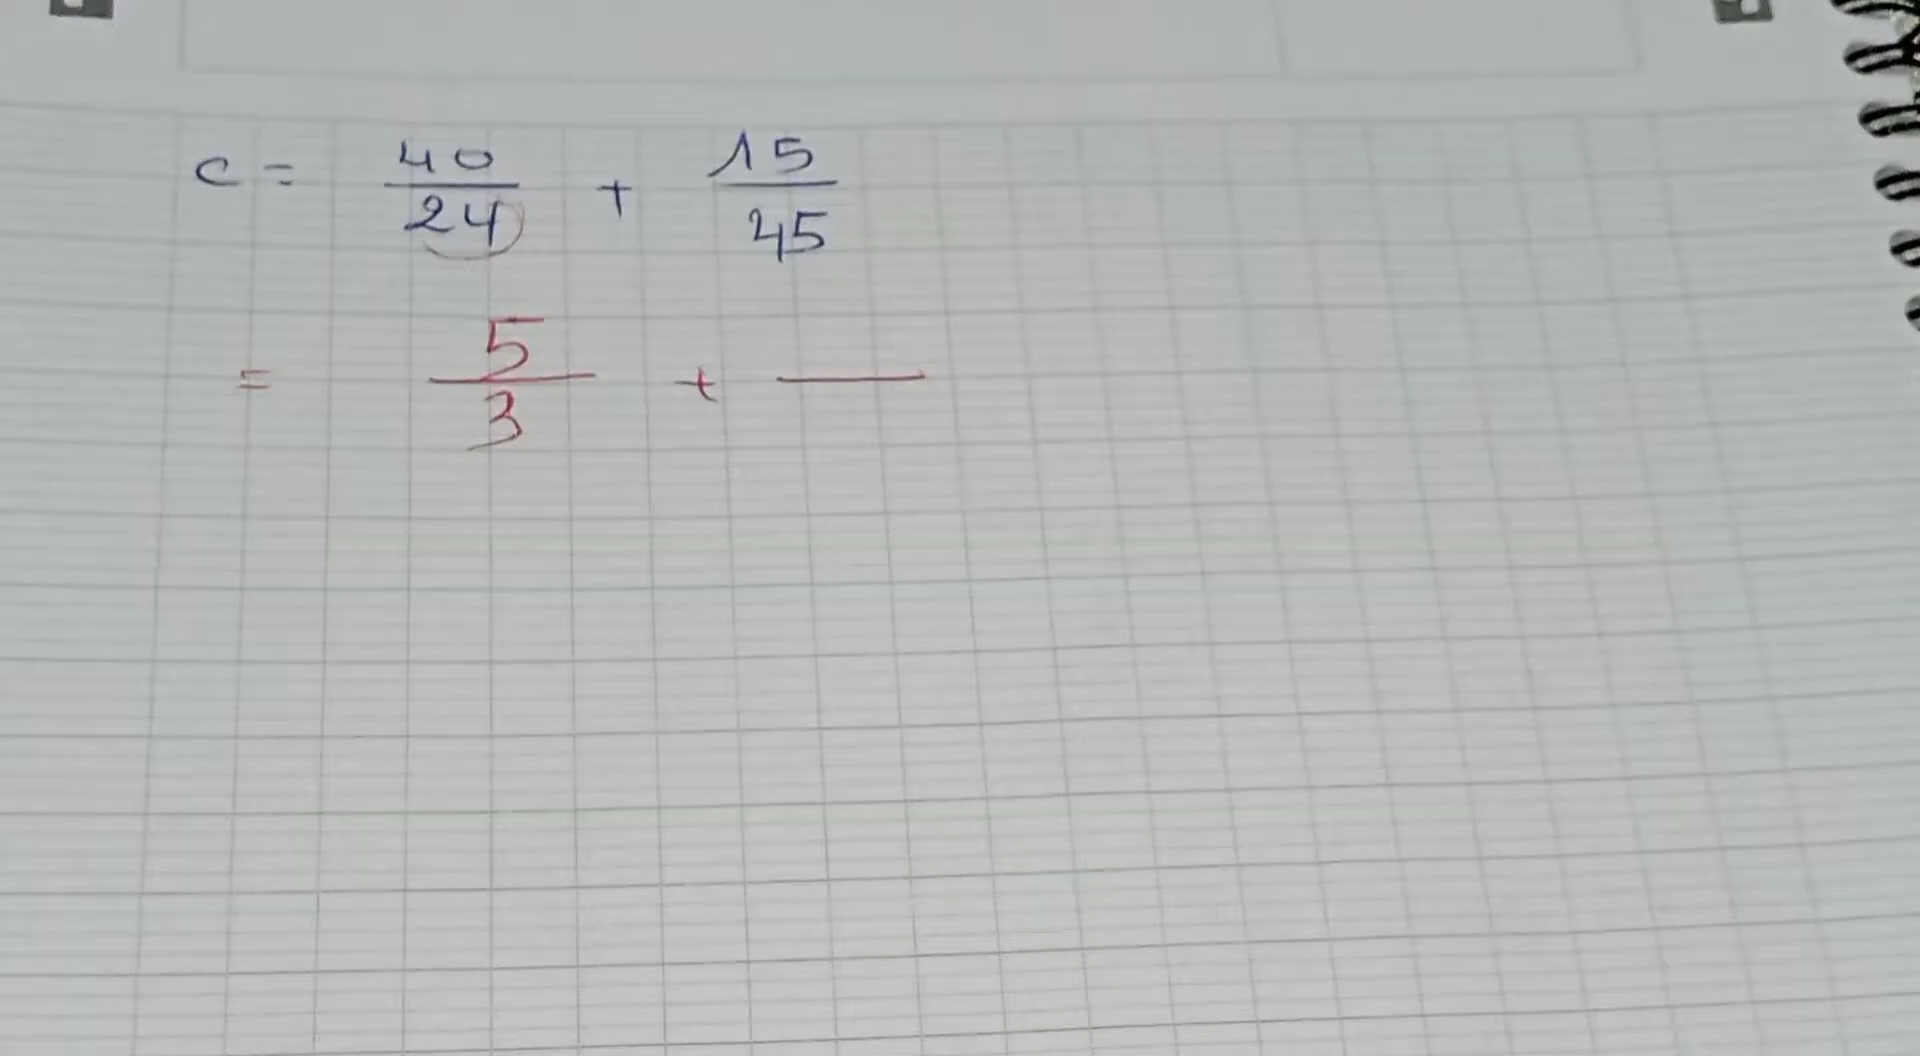 c = 40/24 + 15/45
= 5/3 + —